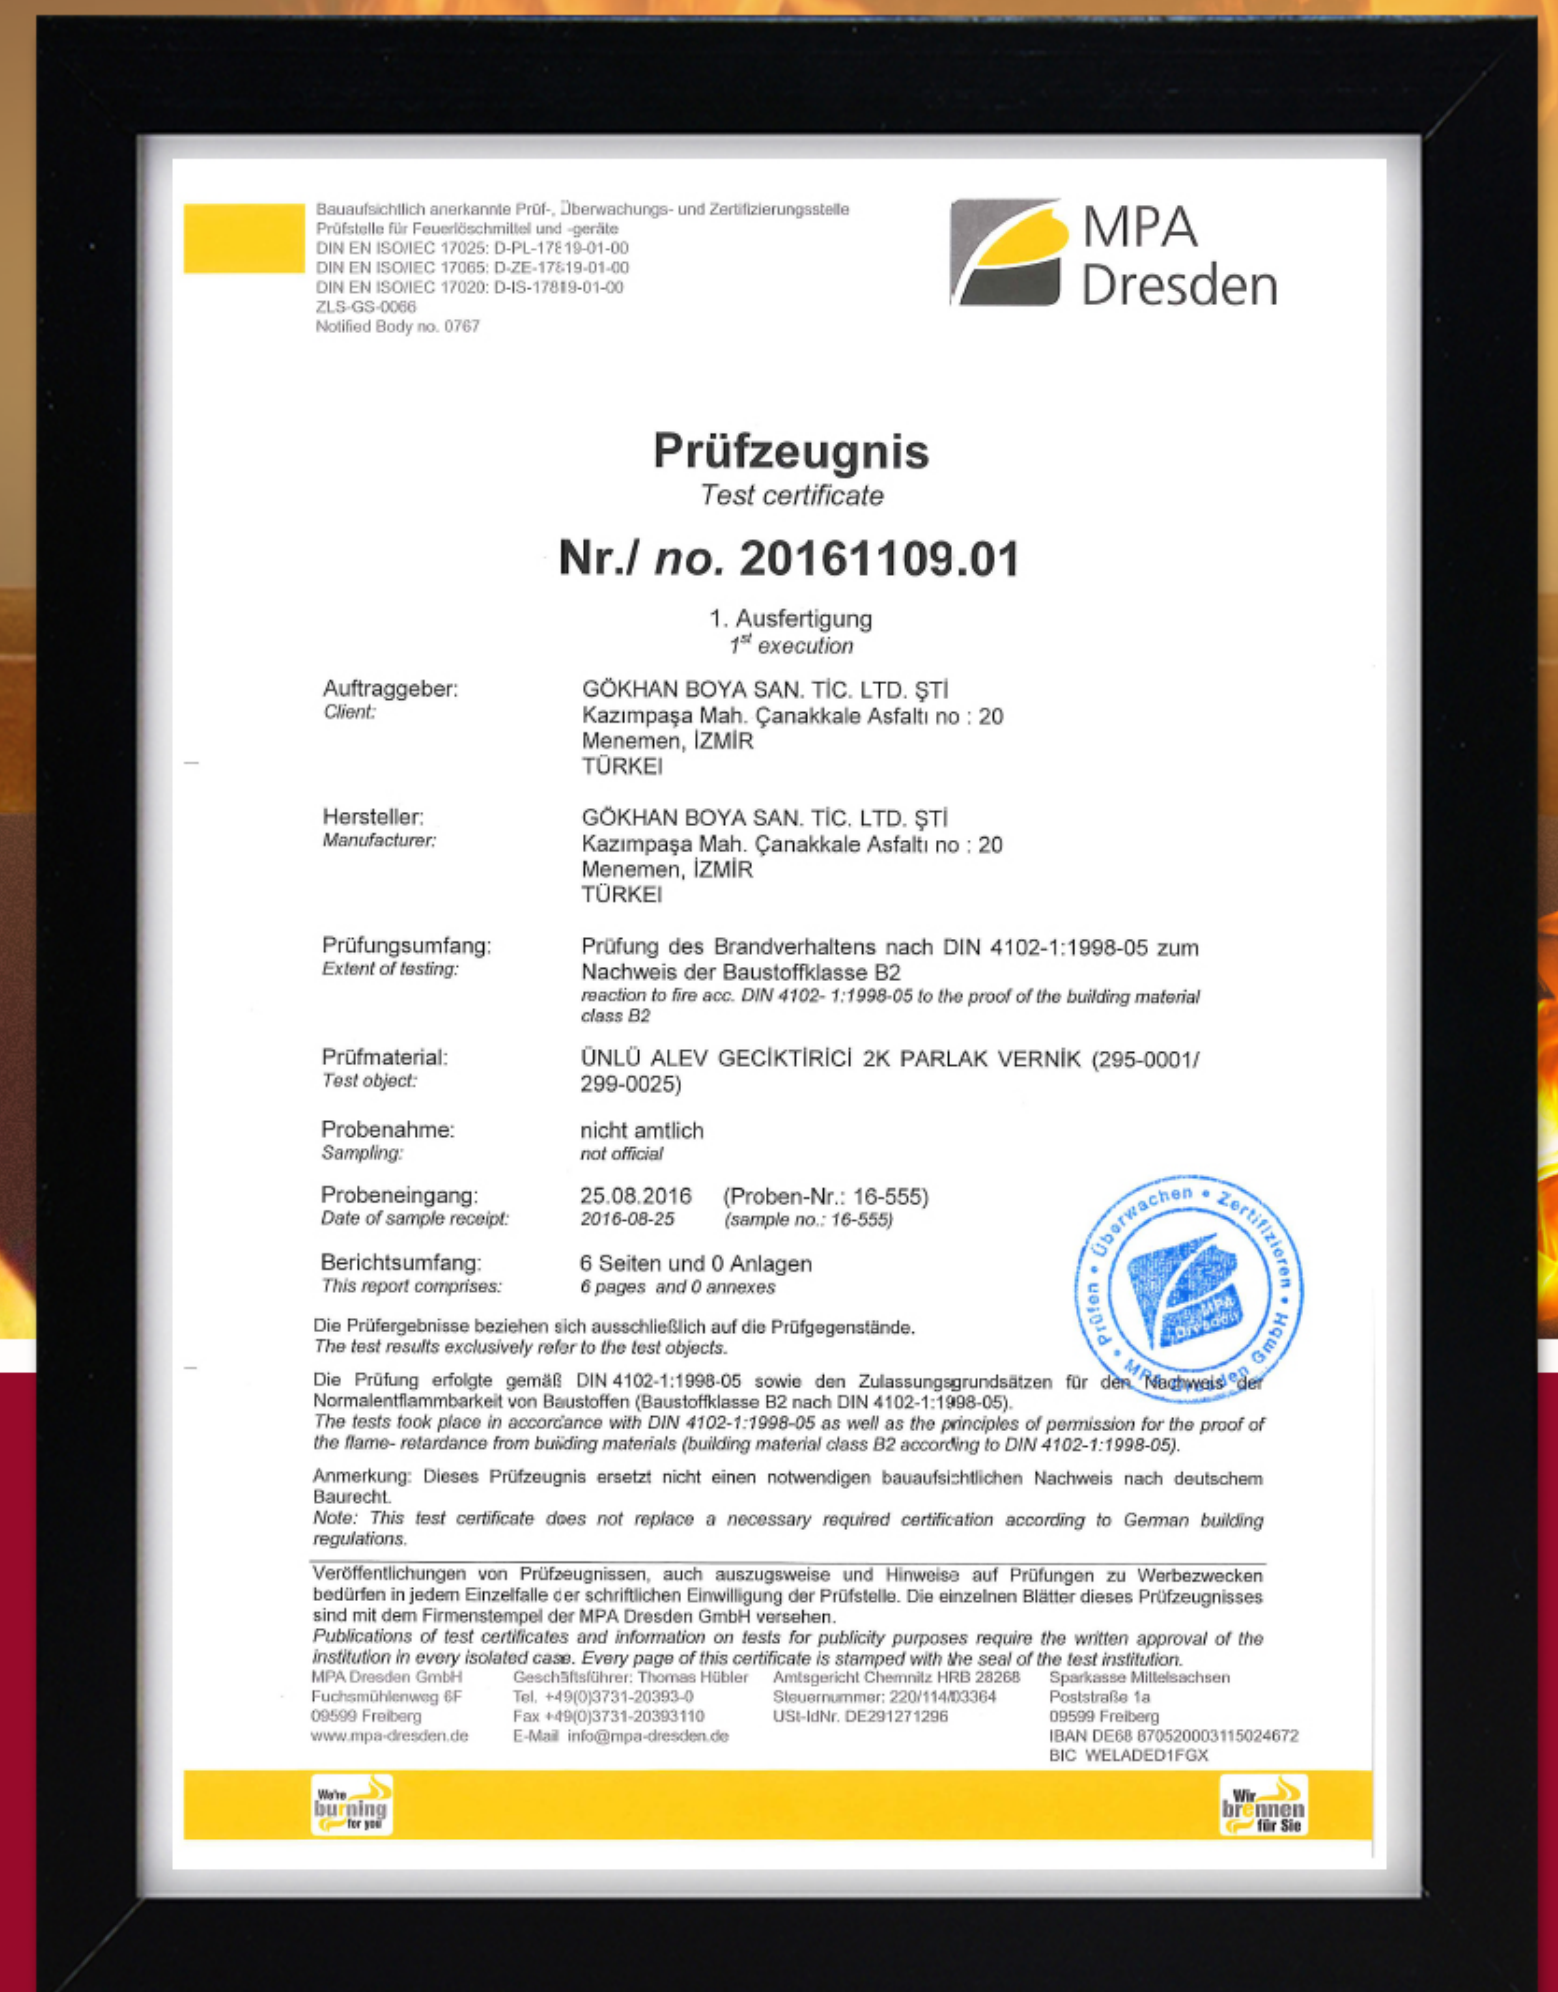 Bauaufsichtlich anerkannte Prüf-, Überwachungs- und Zertifizierungsstelle
Prüfstelle für Feuerlöschmittel und -geräte
DIN EN ISO/IEC 17025: D-PL-17819-01-00
DIN EN ISO/IEC 17065: D-ZE-17819-01-00
DIN EN ISO/IEC 17020: D-IS-17819-01-00
ZLS-GS-0066
Notified Body no. 0767
MPA
Dresden
Prüfzeugnis
Test certificate
Nr./ no. 20161109.01
1. Ausfertigung
1st execution
Auftraggeber: GÖKHAN BOYA SAN. TİC. LTD. ŞTİ
Client: Kazımpaşa Mah. Çanakkale Asfaltı no : 20
Menemen, İZMİR
TÜRKEI
Hersteller: GÖKHAN BOYA SAN. TİC. LTD. ŞTİ
Manufacturer: Kazımpaşa Mah. Çanakkale Asfaltı no : 20
Menemen, İZMİR
TÜRKEI
Prüfungsumfang: Prüfung des Brandverhaltens nach DIN 4102-1:1998-05 zum
Extent of testing: Nachweis der Baustoffklasse B2
reaction to fire acc. DIN 4102- 1:1998-05 to the proof of the building material
class B2
Prüfmaterial: ÜNLÜ ALEV GECİKTİRİCİ 2K PARLAK VERNİK (295-0001/
Test object: 299-0025)
Probenahme: nicht amtlich
Sampling: not official
Probeneingang: 25.08.2016 (Proben-Nr.: 16-555)
Date of sample receipt: 2016-08-25 (sample no.: 16-555)
Berichtsumfang: 6 Seiten und 0 Anlagen
This report comprises: 6 pages and 0 annexes
Prüfen • Überwachen • Zertifizieren • MPA Dresden GmbH
MPA
Dresden
Die Prüfergebnisse beziehen sich ausschließlich auf die Prüfgegenstände.
The test results exclusively refer to the test objects.
Die Prüfung erfolgte gemäß DIN 4102-1:1998-05 sowie den Zulassungsgrundsätzen für den Nachweis der
Normalentflammbarkeit von Baustoffen (Baustoffklasse B2 nach DIN 4102-1:1998-05).
The tests took place in accordance with DIN 4102-1:1998-05 as well as the principles of permission for the proof of
the flame- retardance from building materials (building material class B2 according to DIN 4102-1:1998-05).
Anmerkung: Dieses Prüfzeugnis ersetzt nicht einen notwendigen bauaufsichtlichen Nachweis nach deutschem
Baurecht.
Note: This test certificate does not replace a necessary required certification according to German building
regulations.
Veröffentlichungen von Prüfzeugnissen, auch auszugsweise und Hinweise auf Prüfungen zu Werbezwecken
bedürfen in jedem Einzelfalle der schriftlichen Einwilligung der Prüfstelle. Die einzelnen Blätter dieses Prüfzeugnisses
sind mit dem Firmenstempel der MPA Dresden GmbH versehen.
Publications of test certificates and information on tests for publicity purposes require the written approval of the
institution in every isolated case. Every page of this certificate is stamped with the seal of the test institution.
MPA Dresden GmbH Geschäftsführer: Thomas Hübler Amtsgericht Chemnitz HRB 28268 Sparkasse Mittelsachsen
Fuchsmühlenweg 6F Tel. +49(0)3731-20393-0 Steuernummer: 220/114/03364 Poststraße 1a
09599 Freiberg Fax +49(0)3731-20393110 USt-IdNr. DE291271296 09599 Freiberg
www.mpa-dresden.de E-Mail info@mpa-dresden.de IBAN DE68 870520003115024672
BIC WELADED1FGX
We're
burning
for you
Wir
brennen
für Sie